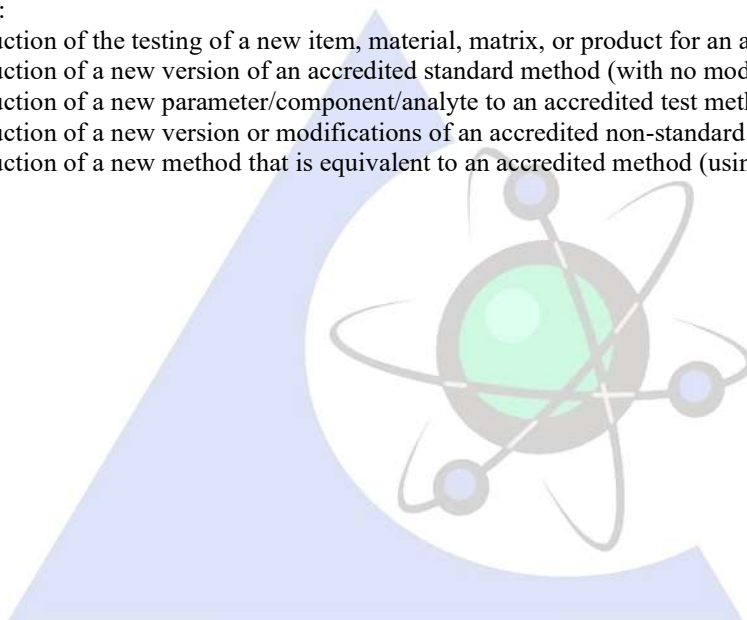 :
uction of the testing of a new item, material, matrix, or product for an a
uction of a new version of an accredited standard method (with no mod
uction of a new parameter/component/analyte to an accredited test meth
uction of a new version or modifications of an accredited non-standard
uction of a new method that is equivalent to an accredited method (usin